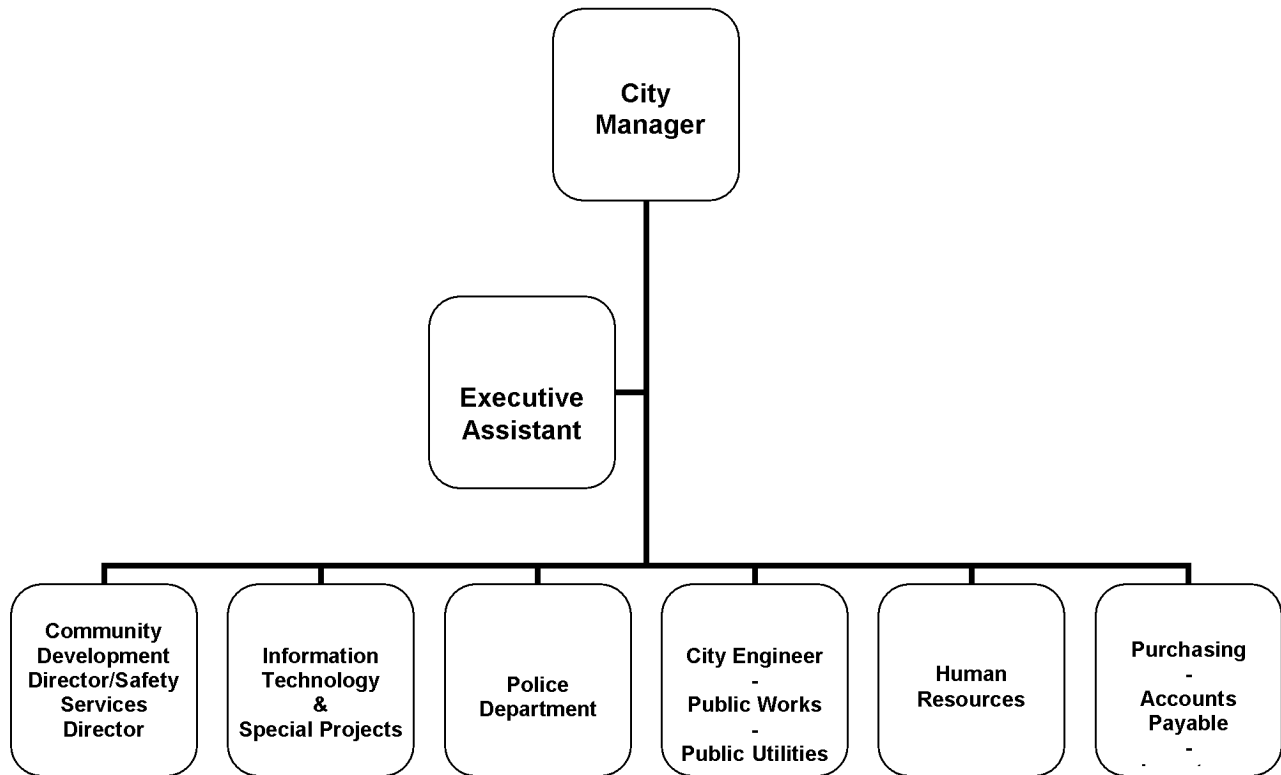 City
Manager
Executive
Assistant
Community
Development
Director/Safety
Services
Director
Information
Technology
&
Special Projects
Police
Department
City Engineer
-
Public Works
-
Public Utilities
Human
Resources
Purchasing
-
Accounts
Payable
-